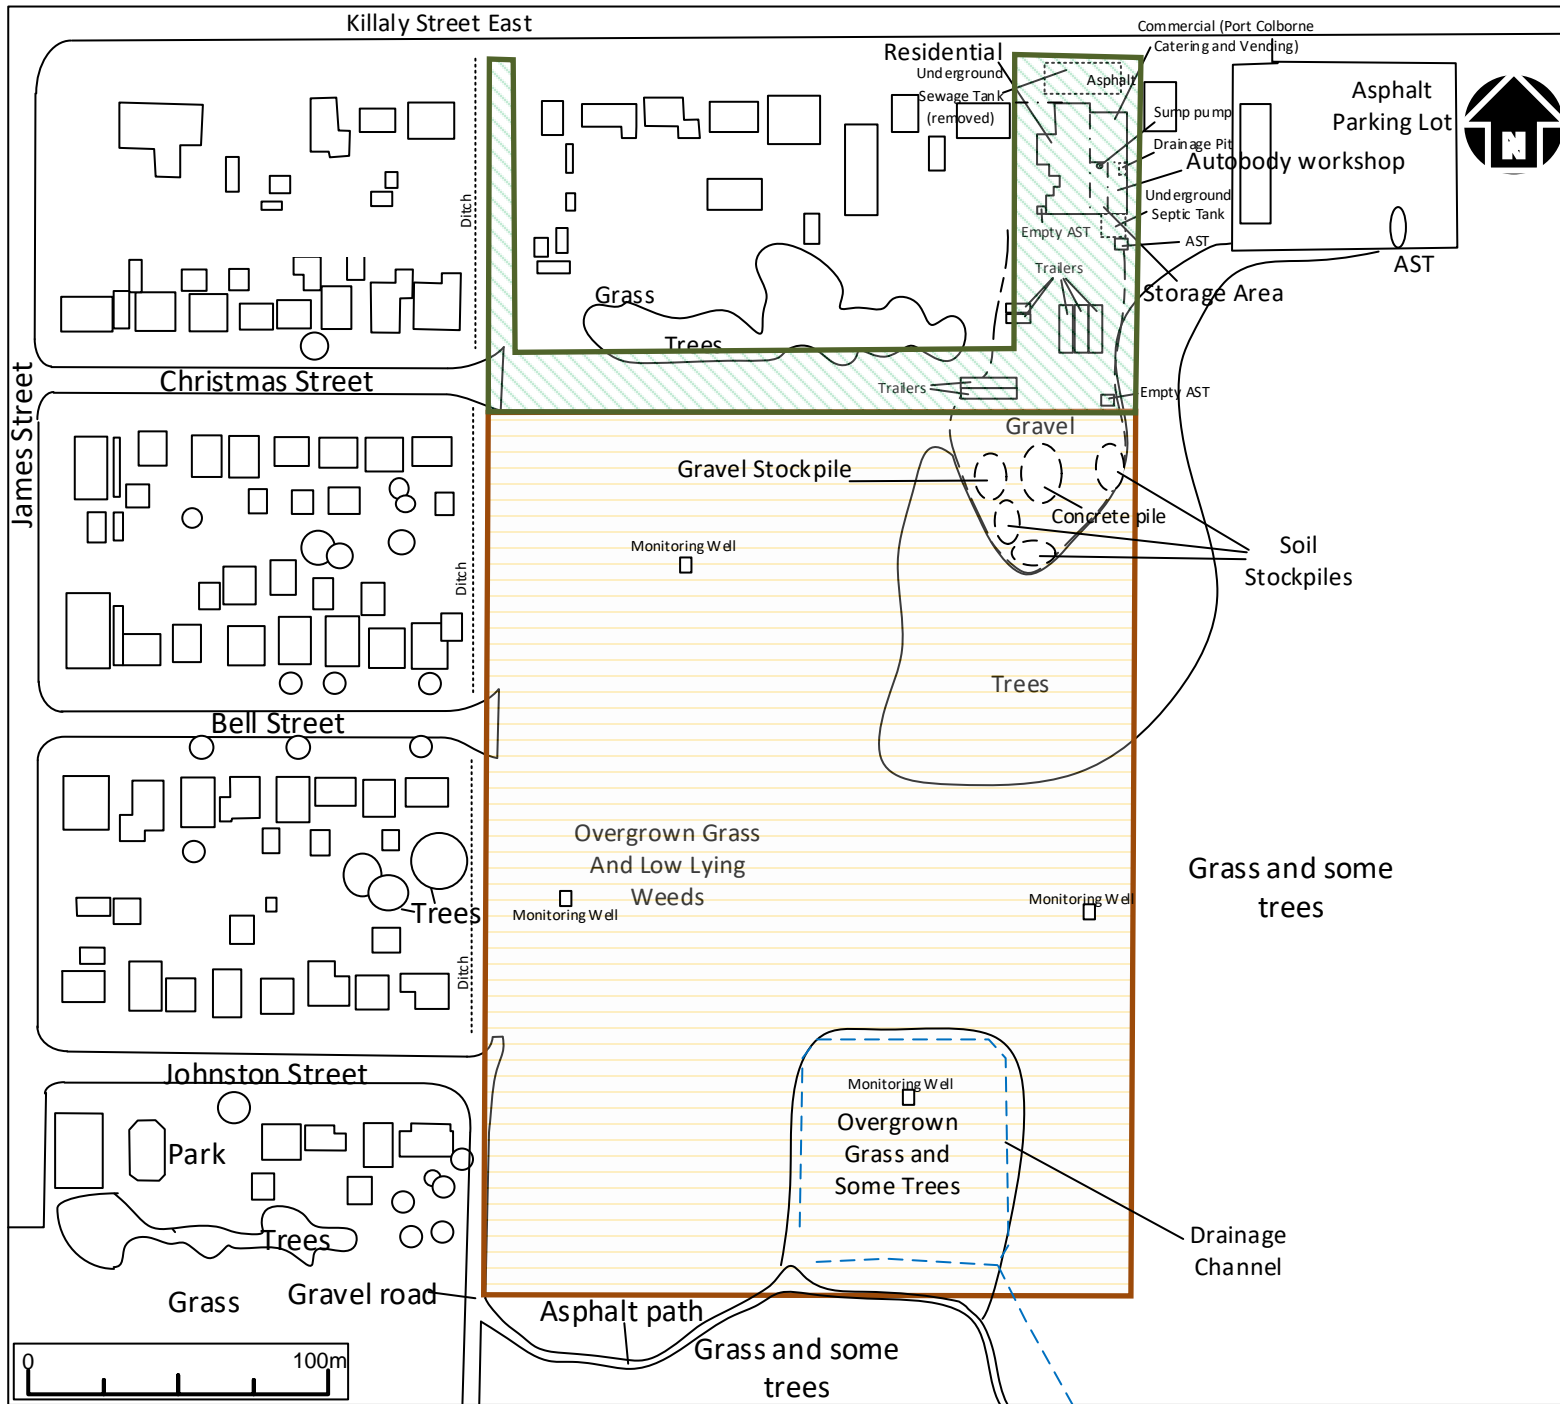 Killaly Street East
Commercial (Port Colborne
Catering and Vending)
Residential
Underground
Sewage Tank
(removed)
Asphalt
Asphalt
Parking Lot
N
Sump pump
Drainage Pit
Autobody workshop
Underground
Septic Tank
Ditch
Empty AST
AST
AST
Trailers
Storage Area
Grass
Trees
James Street
Christmas Street
Trailers
Empty AST
Gravel
Gravel Stockpile
Concrete pile
Monitoring Well
Soil
Stockpiles
Ditch
Trees
Bell Street
Overgrown Grass
And Low Lying
Weeds
Grass and some
trees
Trees
Monitoring Well
Monitoring Well
Ditch
Johnston Street
Monitoring Well
Overgrown
Grass and
Some Trees
Park
Trees
Drainage
Channel
Grass
Gravel road
Asphalt path
Grass and some
trees
0
100m